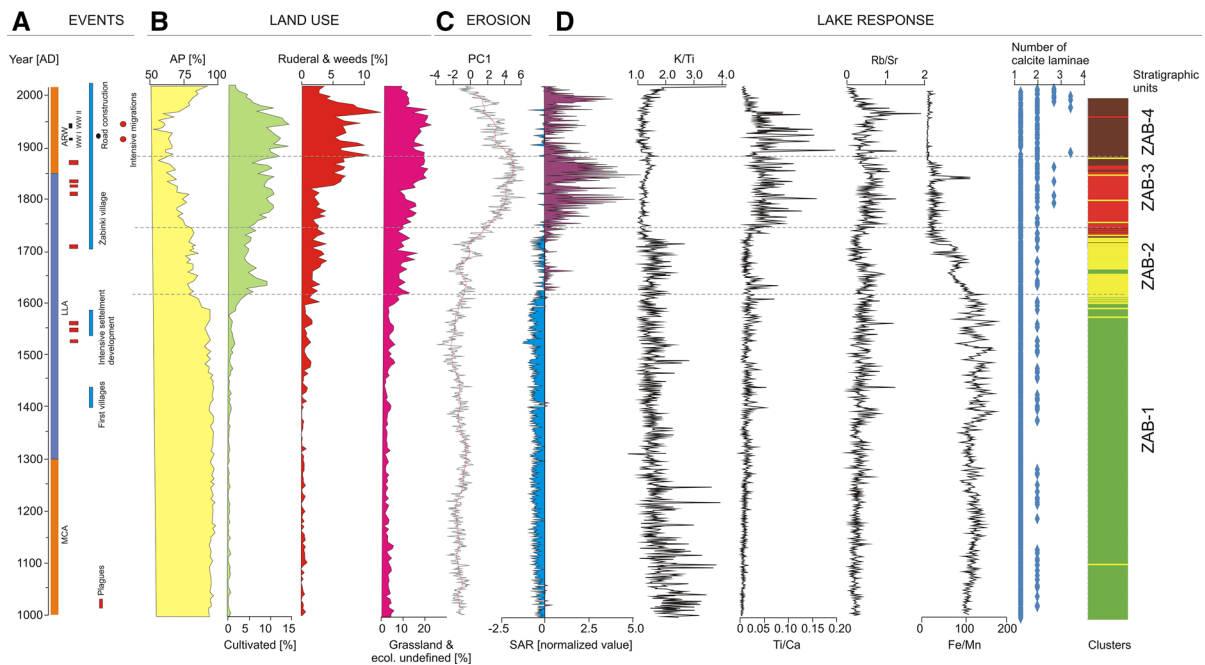 A EVENTS B LAND USE C EROSION D LAKE RESPONSE
Year [AD] AP [%] Ruderal & weeds [%] PC1 K/Ti Rb/Sr Number of
calcite laminae
50 75 100 0 5 10 -4 -2 0 2 4 6 1.0 2.0 3.0 4.0 0 1 2 1 2 3 4
Stratigraphic
units
2000
1900
1800
1700
1600
1500
1400
1300
1200
1100
1000
ARW
LLA
MCA
WW I WW II
Road construction
Intensive migrations
Żabinki village
Intensive settelment
development
First villages
Plagues
ZAB-4
ZAB-3
ZAB-2
ZAB-1
0 5 10 15 0 10 20 -2.5 0 2.5 5.0 0 0.05 0.10 0.15 0.20 0 100 200
Cultivated [%] Grassland &
ecol. undefined [%] SAR [normalized value] Ti/Ca Fe/Mn Clusters